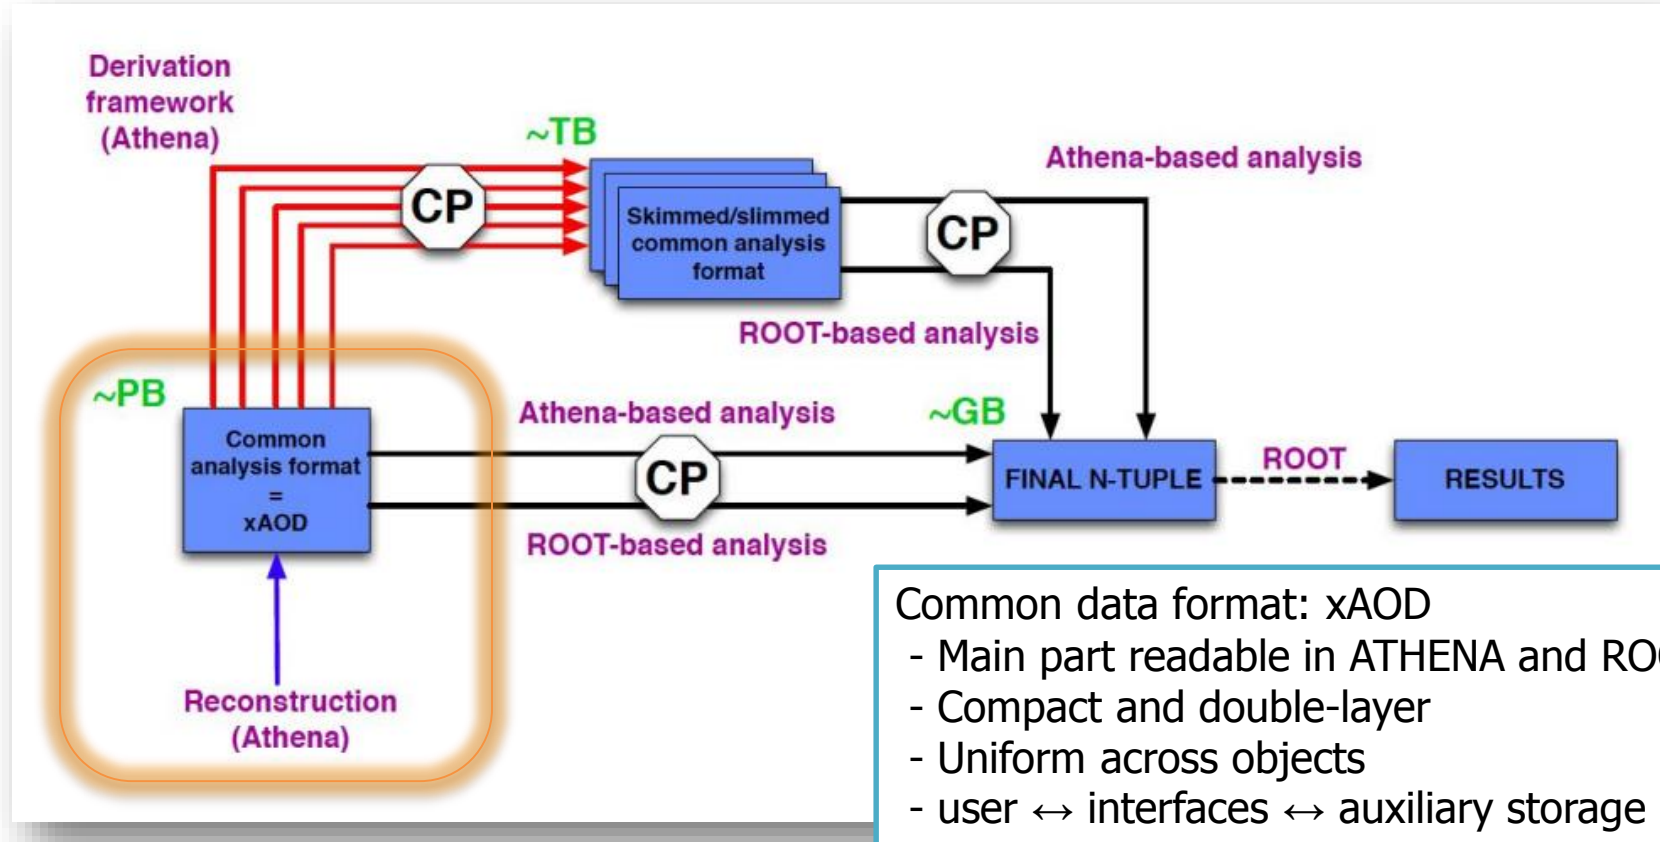 Derivation
framework
(Athena)
~TB
CP
Skimmed/slimmed
common analysis
format
CP
Athena-based analysis
ROOT-based analysis
~PB
Common
analysis format
=
xAOD
Athena-based analysis
~GB
CP
ROOT-based analysis
FINAL N-TUPLE
ROOT
RESULTS
Reconstruction
(Athena)
Common data format: xAOD
- Main part readable in ATHENA and
- Compact and double-layer
- Uniform across objects
- user ↔ interfaces ↔ auxiliary storage